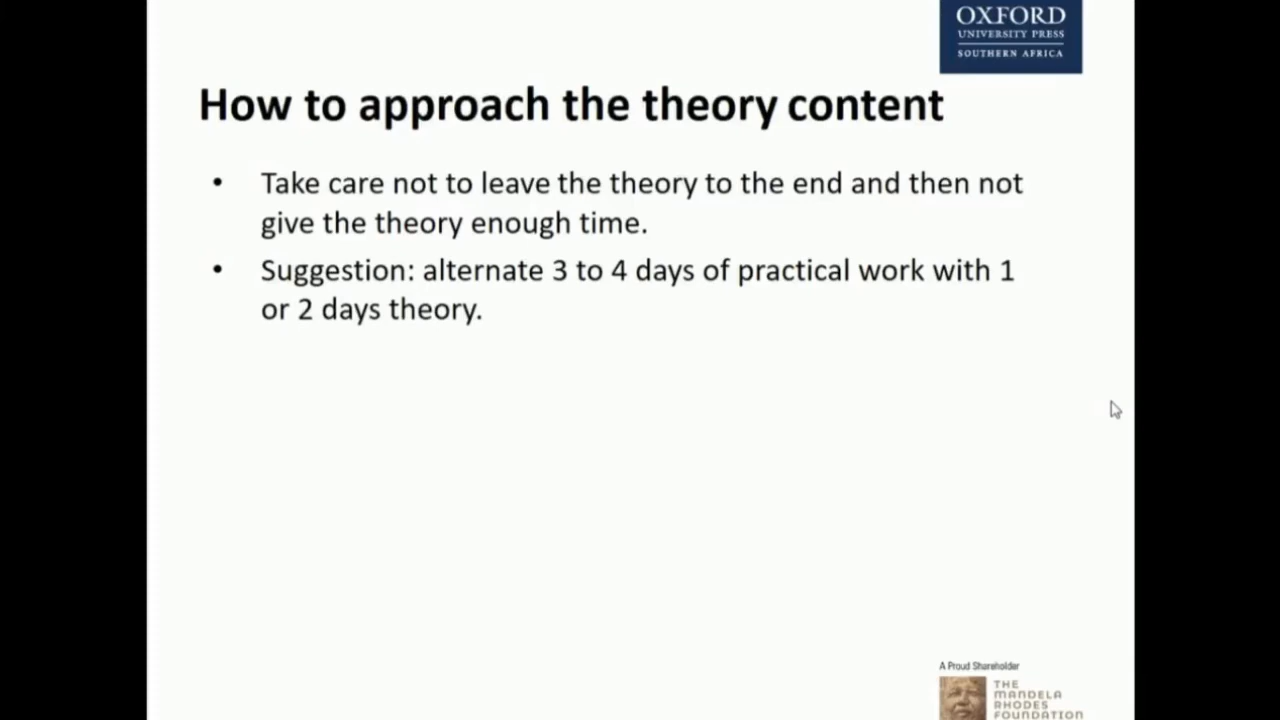 OXFORD
UNIVERSITY PRESS
SOUTHERN AFRICA
How to approach the theory content
• Take care not to leave the theory to the end and then not
give the theory enough time.
• Suggestion: alternate 3 to 4 days of practical work with 1
or 2 days theory.
A Proud Shareholder
THE
MANDELA
RHODES
FOUNDATION